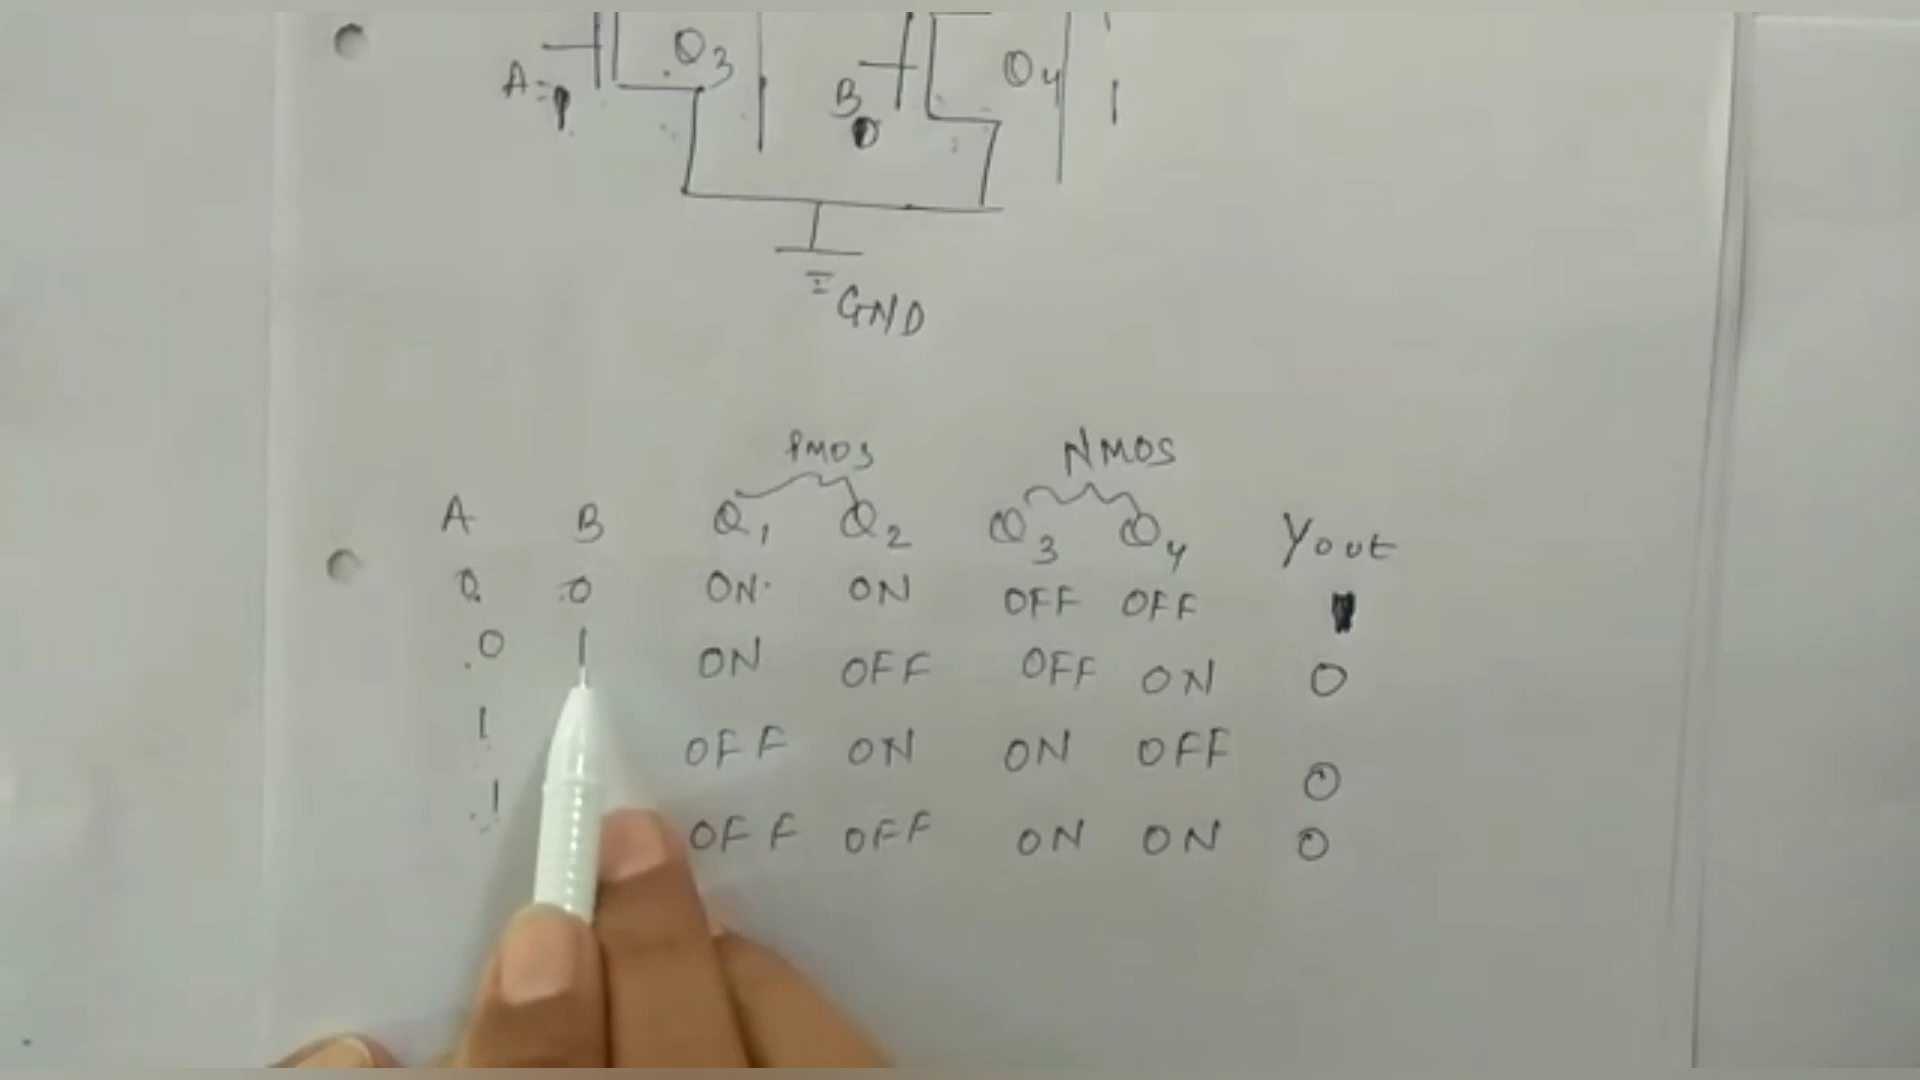 Q3 Q4
A=1 B
0
GND
PMOS NMOS
A B Q1 Q2 Q3 Q4 Yout
0 0 ON ON OFF OFF 1
0 1 ON OFF OFF ON 0
1 OFF ON ON OFF 0
1 OFF OFF ON ON 0